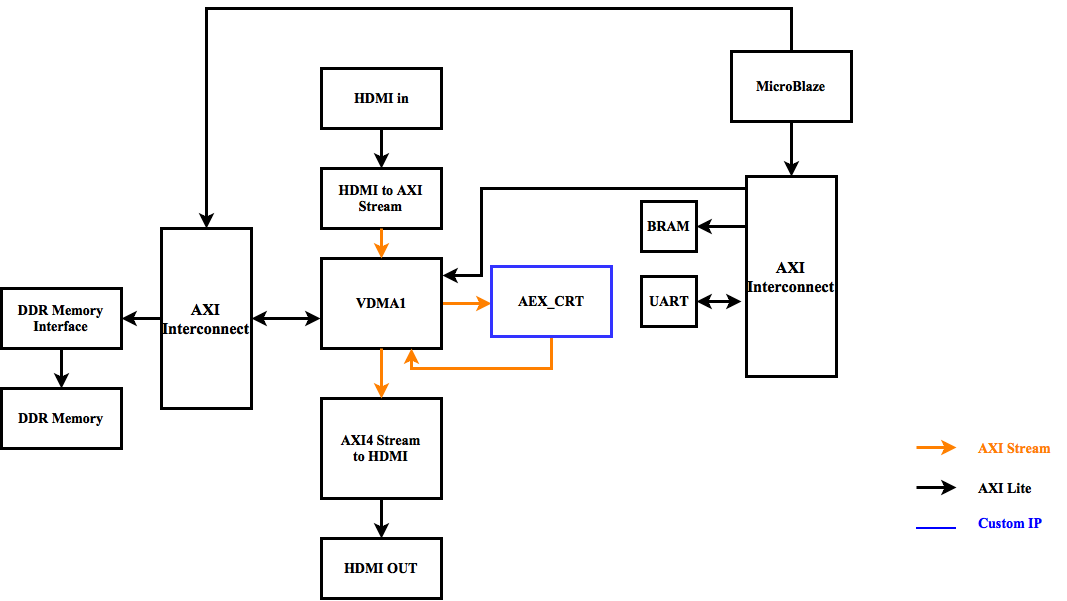 MicroBlaze
HDMI in
HDMI to AXI
Stream
BRAM
AXI
Interconnect
UART
VDMA1
AEX_CRT
AXI
Interconnect
DDR Memory
Interface
DDR Memory
AXI4 Stream
to HDMI
HDMI OUT
AXI Stream
AXI Lite
Custom IP